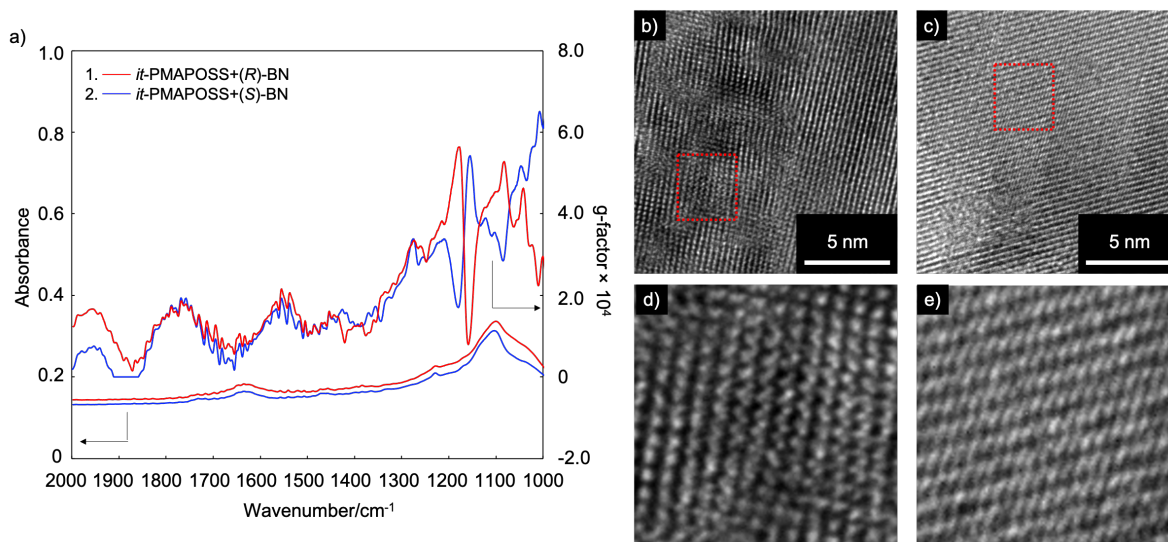 a)
1.0
0.8
0.6
0.4
0.2
0
Absorbance
8.0
6.0
4.0
2.0
0
-2.0
g-factor × 10⁴
1. it-PMAPOSS+(R)-BN
2. it-PMAPOSS+(S)-BN
2000 1900 1800 1700 1600 1500 1400 1300 1200 1100 1000
Wavenumber/cm⁻¹
b)
5 nm
c)
5 nm
d)
e)